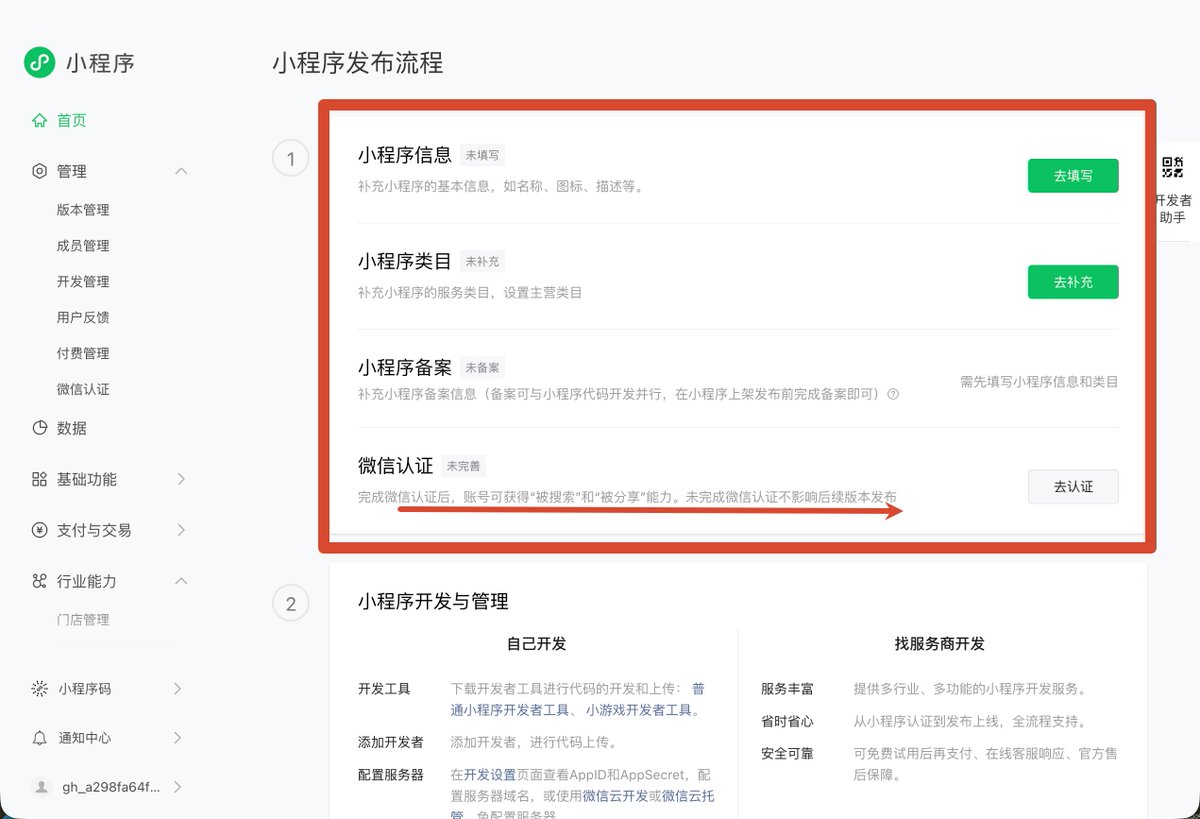 小程序
小程序发布流程
首页
管理
版本管理
成员管理
开发管理
用户反馈
付费管理
微信认证
数据
基础功能
支付与交易
行业能力
门店管理
小程序码
通知中心
gh_a298fa64f...
1
小程序信息 未填写
补充小程序的基本信息，如名称、图标、描述等。
去填写
小程序类目 未补充
补充小程序的服务类目，设置主营类目
去补充
小程序备案 未备案
补充小程序备案信息（备案可与小程序代码开发并行，在小程序上架发布前完成备案即可）
需先填写小程序信息和类目
微信认证 未完善
完成微信认证后，账号可获得“被搜索”和“被分享”能力。未完成微信认证不影响后续版本发布
去认证
开发者
助手
2
小程序开发与管理
自己开发
开发工具 下载开发者工具进行代码的开发和上传： 普
通小程序开发者工具、 小游戏开发者工具。
添加开发者 添加开发者，进行代码上传。
配置服务器 在开发设置页面查看AppID和AppSecret，配
置服务器域名，或使用微信云开发或微信云托
管，免配置服务器。
找服务商开发
服务丰富 提供多行业、多功能的小程序开发服务。
省时省心 从小程序认证到发布上线，全流程支持。
安全可靠 可免费试用后再支付、在线客服响应、官方售
后保障。